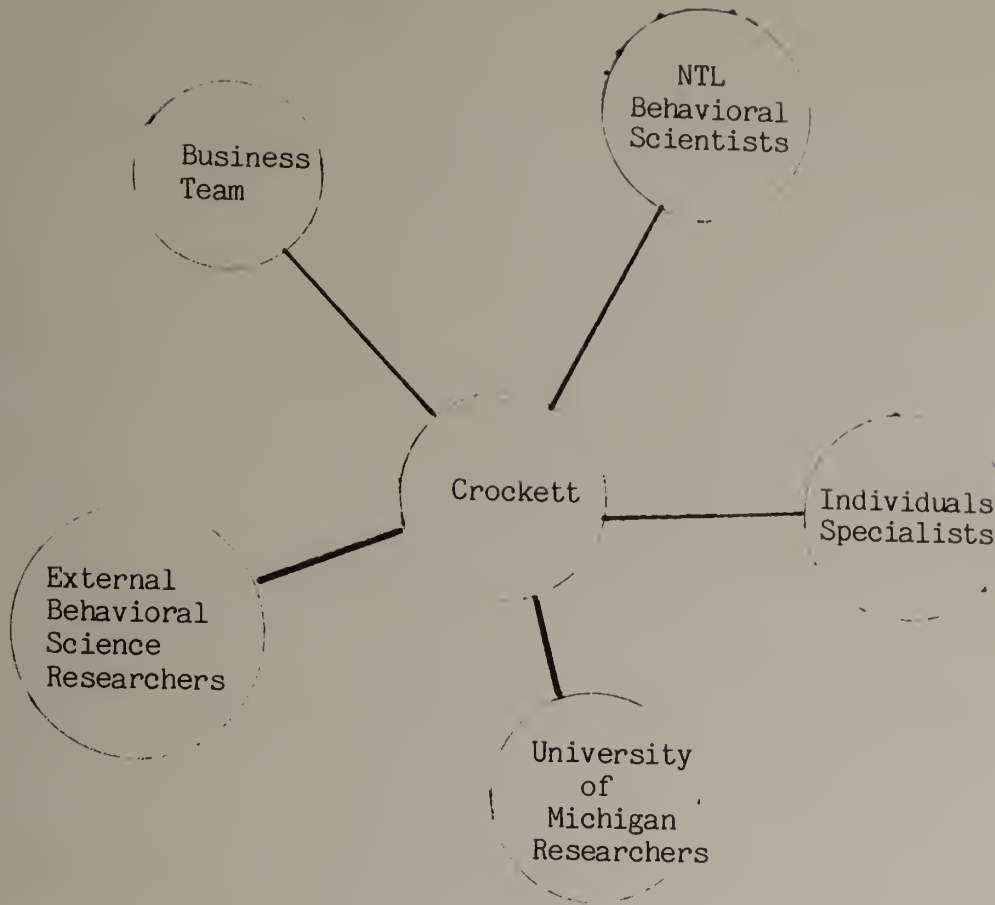 NTL
Behavioral
Scientists
Business
Team
Crockett
Individuals
Specialists
External
Behavioral
Science
Researchers
University
of
Michigan
Researchers